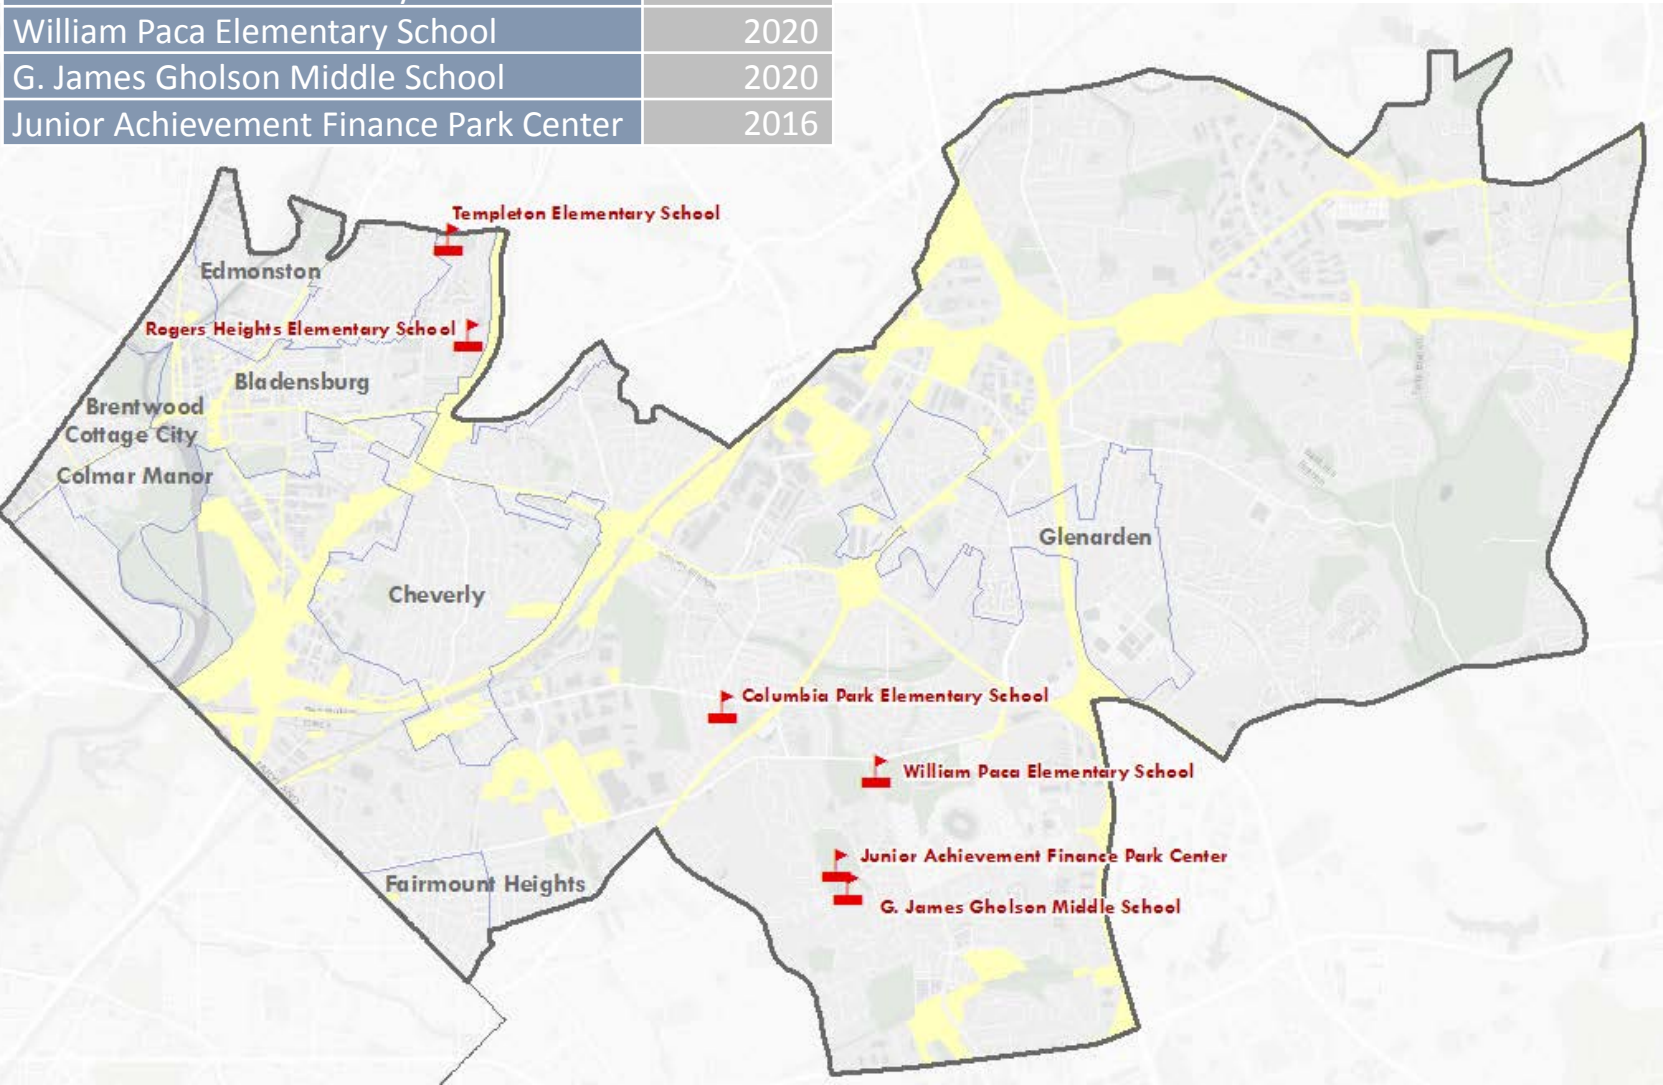 William Paca Elementary School 2020
G. James Gholson Middle School 2020
Junior Achievement Finance Park Center 2016
Templeton Elementary School
Edmonston
Rogers Heights Elementary School
Bladensburg
Brentwood
Cottage City
Colmar Manor
Glenarden
Cheverly
Columbia Park Elementary School
William Paca Elementary School
Junior Achievement Finance Park Center
Fairmount Heights
G. James Gholson Middle School